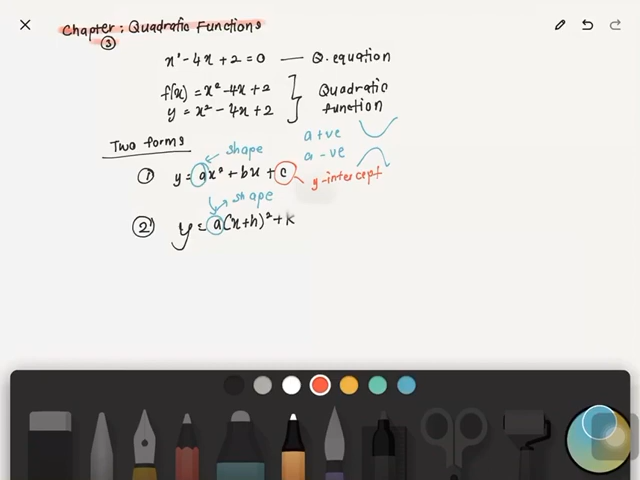 Chapter: Quadratic Functions
③
x²-4x+2=0 — Q.equation
f(x)=x²-4x+2
y=x²-4x+2
Quadratic
function
Two forms
a +ve
a -ve
shape
① y=ax²+bx+c
y-intercept
shape
② y=a(x+h)²+k